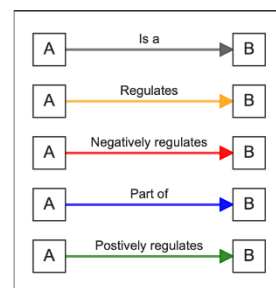 A Is a B
A Regulates B
A Negatively regulates B
A Part of B
A Postively regulates B